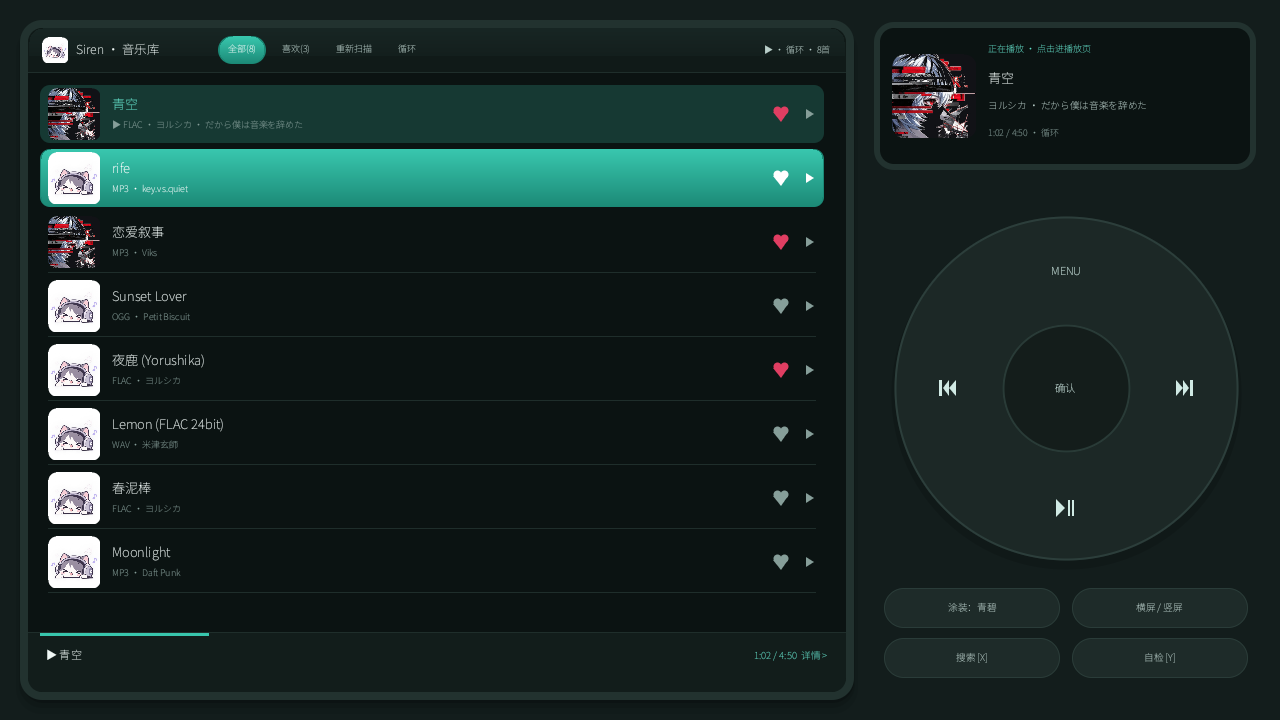 Siren • 音乐库
全部(8)
喜欢(3)
重新扫描
循环
▶ • 循环 • 8首
青空
▶ FLAC • ヨルシカ • だから僕は音楽を辞めた
rife
MP3 • key.vs.quiet
恋爱叙事
MP3 • Viks
Sunset Lover
OGG • Petit Biscuit
夜鹿 (Yorushika)
FLAC • ヨルシカ
Lemon (FLAC 24bit)
WAV • 米津玄師
春泥棒
FLAC • ヨルシカ
Moonlight
MP3 • Daft Punk
▶ 青空
1:02 / 4:50 详情 >
正在播放 • 点击进播放页
青空
ヨルシカ • だから僕は音楽を辞めた
1:02 / 4:50 • 循环
MENU
确认
涂装: 青碧
横屏 / 竖屏
搜索 [X]
自检 [Y]